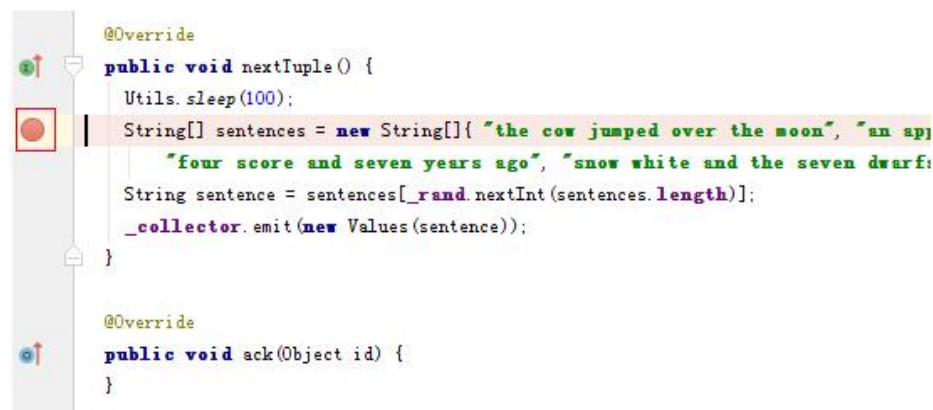 @Override
public void nextTuple() {
Utils.sleep(100);
String[] sentences = new String[]{ "the cow jumped over the moon", "an
"four score and seven years ago", "snow white and the seven
String sentence = sentences[_rand.nextInt(sentences.length)];
_collector.emit(new Values(sentence));
}
@Override
public void ack(Object id) {
}